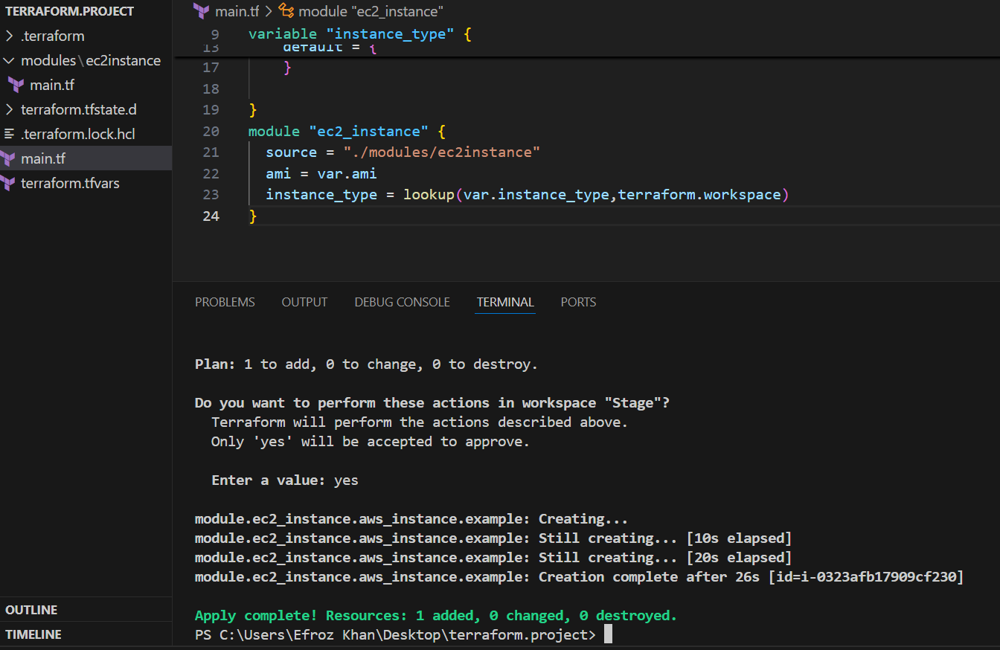 TERRAFORM.PROJECT
.terraform
modules\ec2instance
main.tf
terraform.tfstate.d
.terraform.lock.hcl
main.tf
terraform.tfvars
OUTLINE
TIMELINE
main.tf > module "ec2_instance"
9 variable "instance_type" {
13 default = {
17 }
18
19 }
20 module "ec2_instance" {
21 source = "./modules/ec2instance"
22 ami = var.ami
23 instance_type = lookup(var.instance_type,terraform.workspace)
24 }
PROBLEMS OUTPUT DEBUG CONSOLE TERMINAL PORTS
Plan: 1 to add, 0 to change, 0 to destroy.
Do you want to perform these actions in workspace "Stage"?
Terraform will perform the actions described above.
Only 'yes' will be accepted to approve.
Enter a value: yes
module.ec2_instance.aws_instance.example: Creating...
module.ec2_instance.aws_instance.example: Still creating... [10s elapsed]
module.ec2_instance.aws_instance.example: Still creating... [20s elapsed]
module.ec2_instance.aws_instance.example: Creation complete after 26s [id=i-0323afb17909cf230]
Apply complete! Resources: 1 added, 0 changed, 0 destroyed.
PS C:\Users\Efroz Khan\Desktop\terraform.project>